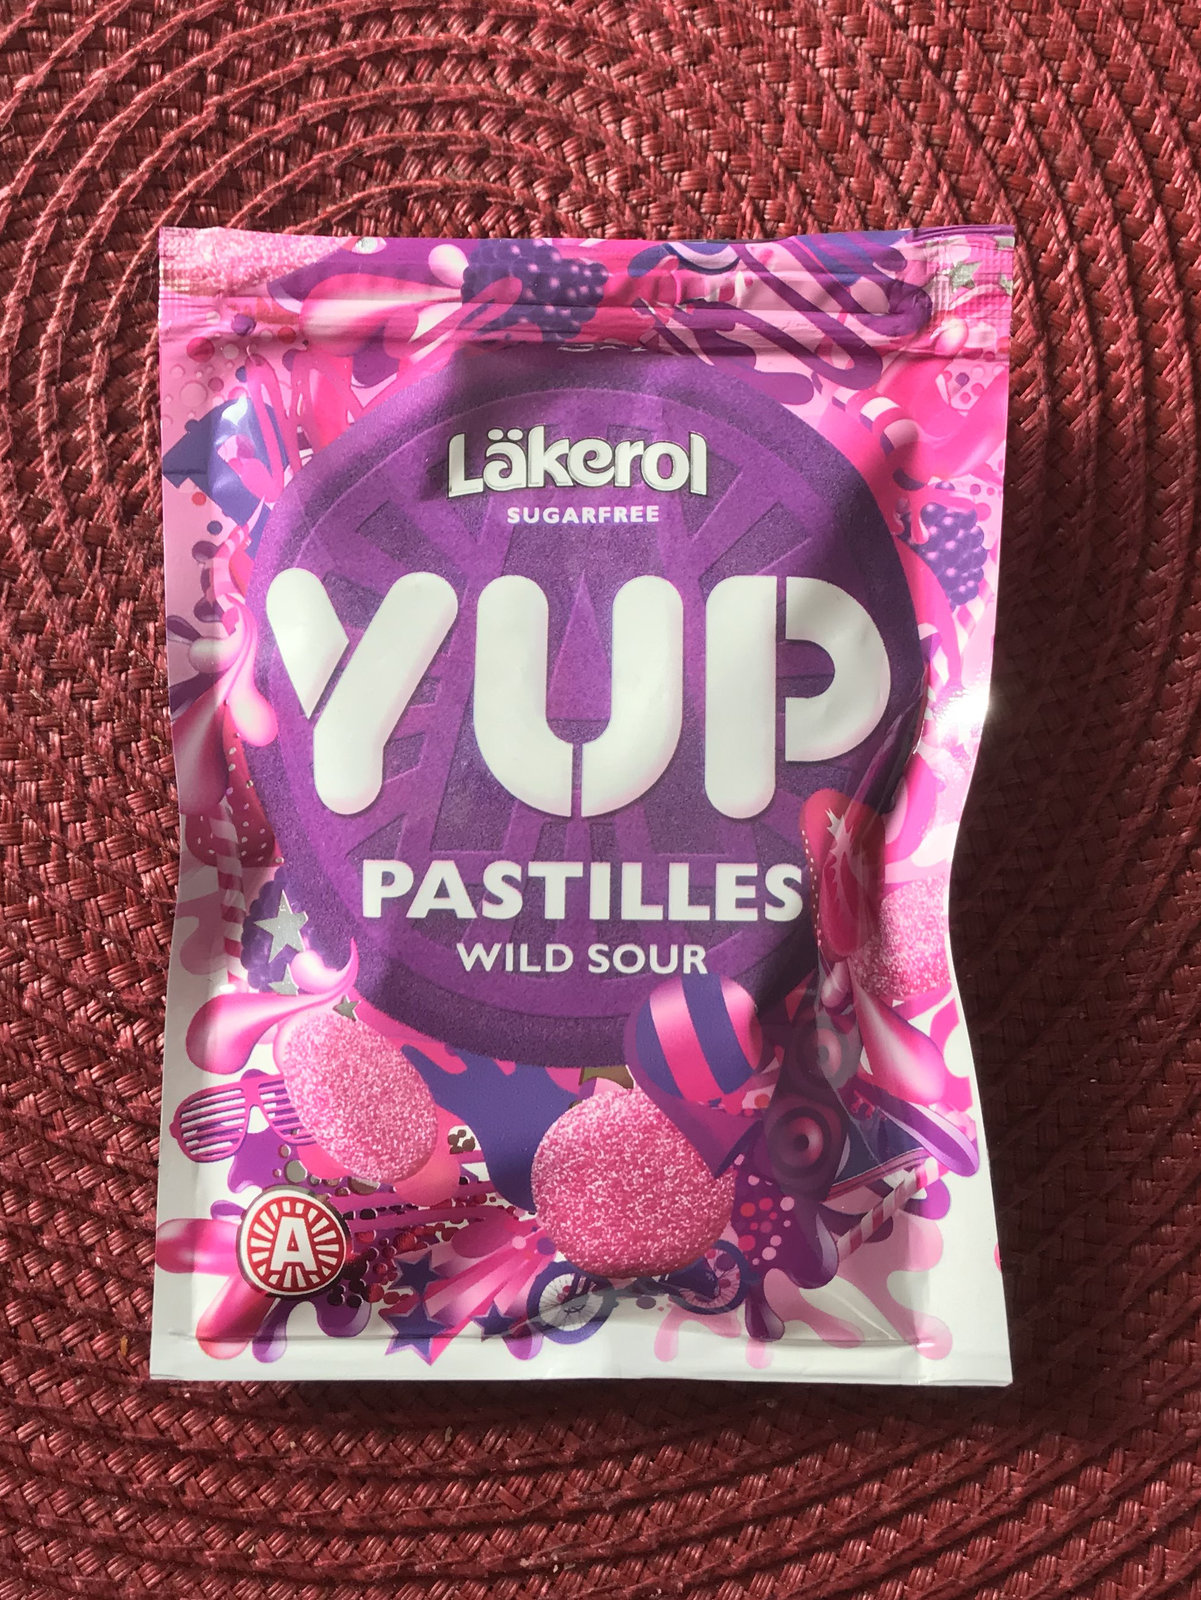 Läkerol
SUGARFREE
YUP
PASTILLES
WILD SOUR
A